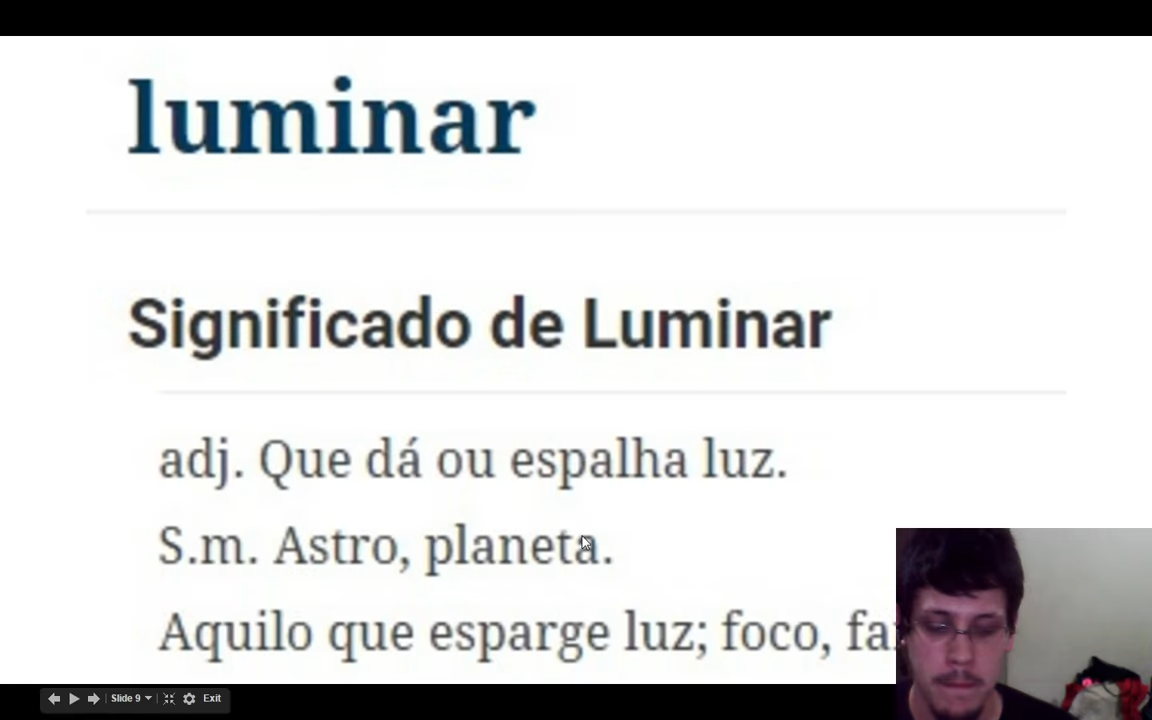 luminar
Significado de Luminar
adj. Que dá ou espalha luz.
S.m. Astro, planeta.
Aquilo que esparge luz; foco,
Slide 9
Exit